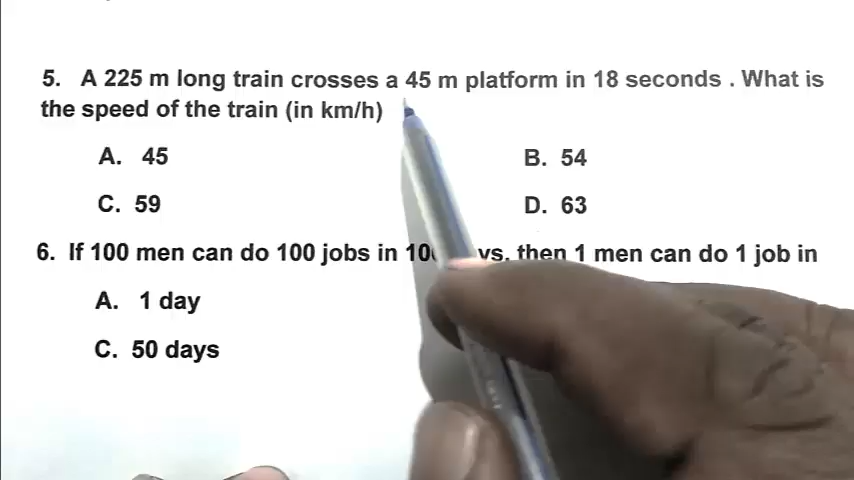 5. A 225 m long train crosses a 45 m platform in 18 seconds . What is
the speed of the train (in km/h)
A. 45
B. 54
C. 59
D. 63
6. If 100 men can do 100 jobs in then 1 men can do 1 job in
A. 1 day
C. 50 days